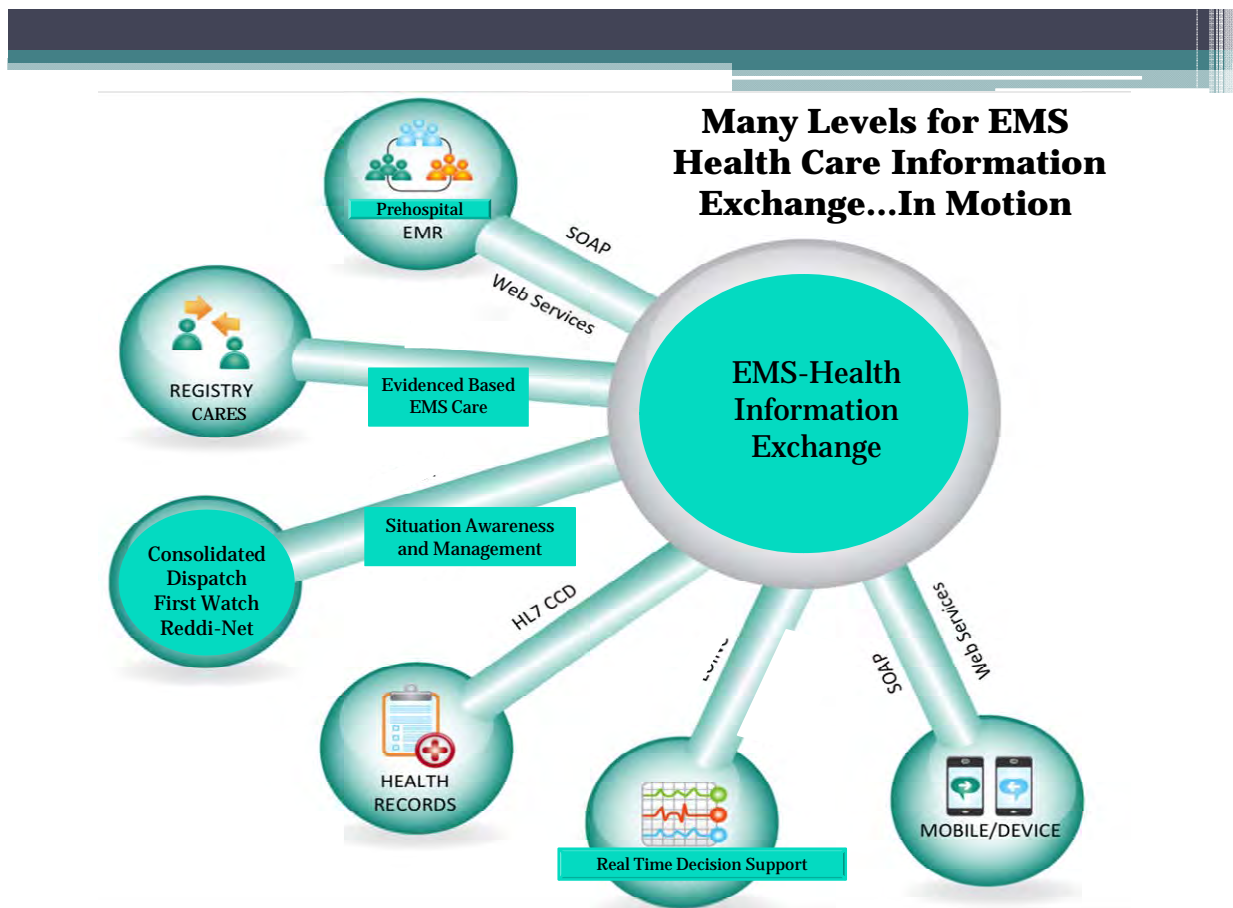 Many Levels for EMS
Health Care Information
Exchange...In Motion
Prehospital
EMR
SOAP
Web Services
REGISTRY
CARES
Evidenced Based
EMS Care
EMS-Health
Information
Exchange
Situation Awareness
and Management
Consolidated
Dispatch
First Watch
Reddi-Net
HL7 CCD
HEALTH
RECORDS
Real Time Decision Support
SOAP
Web Services
MOBILE/DEVICE